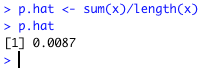 > p.hat <- sum(x)/length(x)
> p.hat
[1] 0.0087
>